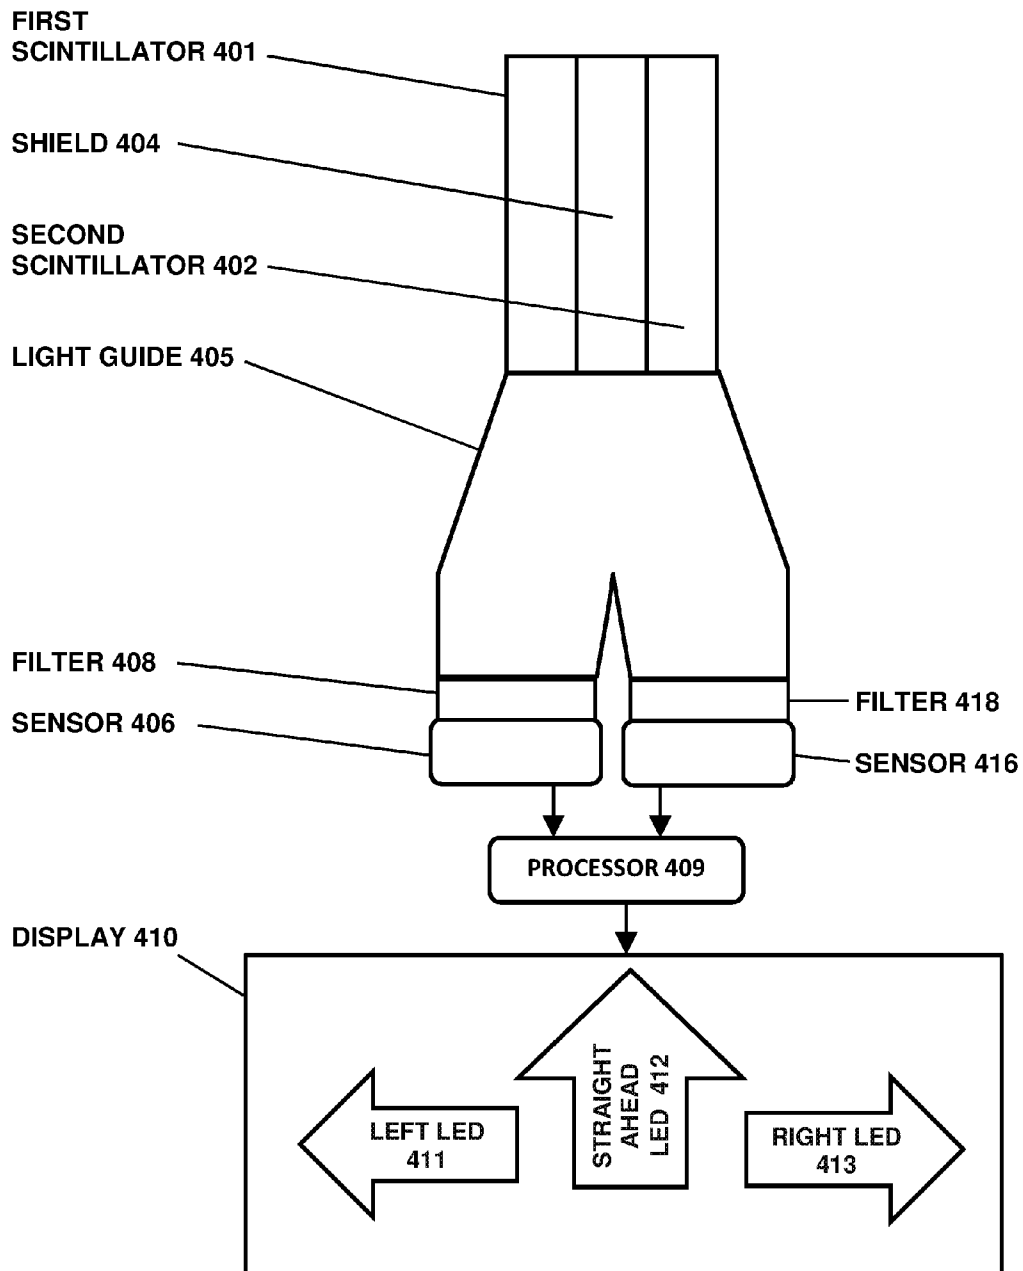 FIRST
SCINTILLATOR 401
SHIELD 404
SECOND
SCINTILLATOR 402
LIGHT GUIDE 405
FILTER 408
FILTER 418
SENSOR 406
SENSOR 416
PROCESSOR 409
DISPLAY 410
LEFT LED
411
STRAIGHT
AHEAD
LED 412
RIGHT LED
413